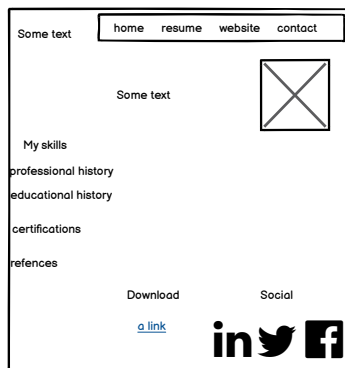 Some text
home resume website contact
Some text
My skills
professional history
educational history
certifications
refences
Download Social
a link
in